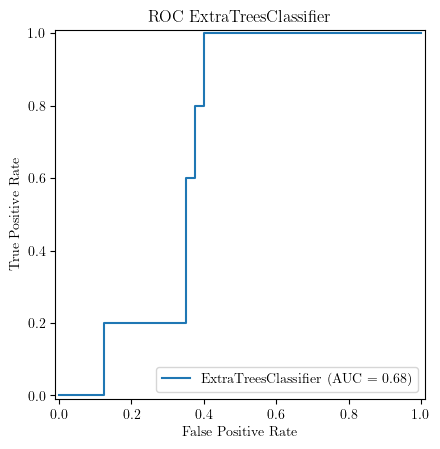 ROC ExtraTreesClassifier
1.0
0.8
0.6
0.4
0.2
0.0
True Positive Rate
ExtraTreesClassifier (AUC = 0.68)
0.0 0.2 0.4 0.6 0.8 1.0
False Positive Rate